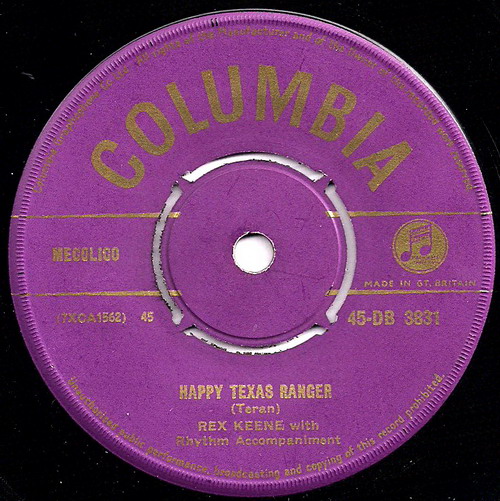 COLUMBIA
MECOLICO
MADE IN GT. BRITAIN
(TXCA1562) 45
45-DB 3831
HAPPY TEXAS RANGER
(Teran)
REX KEENE with
Rhythm Accompaniment
Unauthorised public performance, broadcasting and copying of this record prohibited.